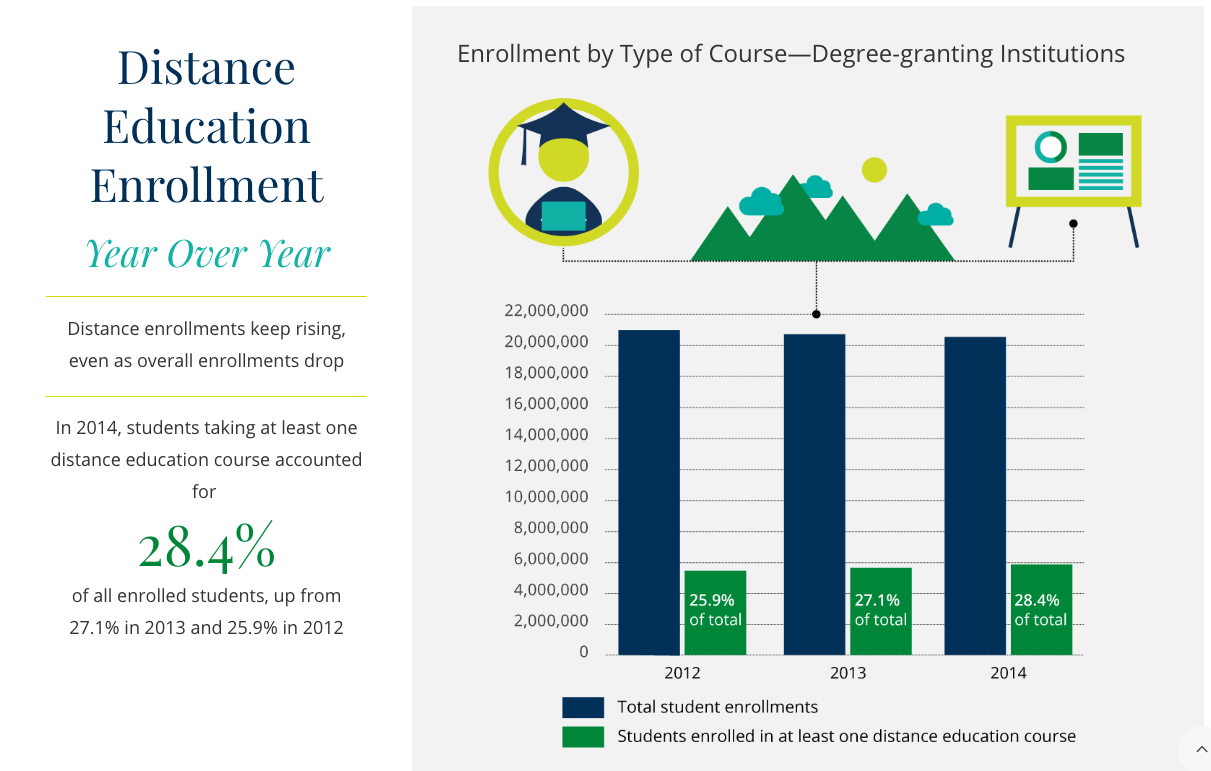 Distance
Education
Enrollment
Year Over Year
Distance enrollments keep rising,
even as overall enrollments drop
In 2014, students taking at least one
distance education course accounted
for
28.4%
of all enrolled students, up from
27.1% in 2013 and 25.9% in 2012
Enrollment by Type of Course—Degree-granting Institutions
22,000,000
20,000,000
18,000,000
16,000,000
14,000,000
12,000,000
10,000,000
8,000,000
6,000,000
4,000,000
2,000,000
0
25.9%
of total
27.1%
of total
28.4%
of total
2012
2013
2014
Total student enrollments
Students enrolled in at least one distance education course